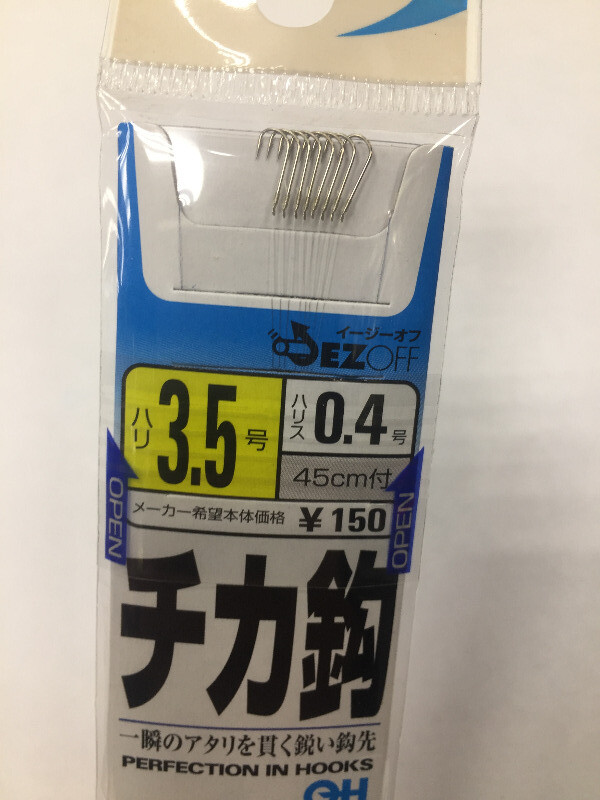 イージーオフ
EZOFF
ハリ 3.5号
ハリス 0.4号
45cm付
OPEN
OPEN
メーカー希望本体価格 ¥150
チカ鈎
一瞬のアタリを貫く鋭い鈎先
PERFECTION IN HOOKS